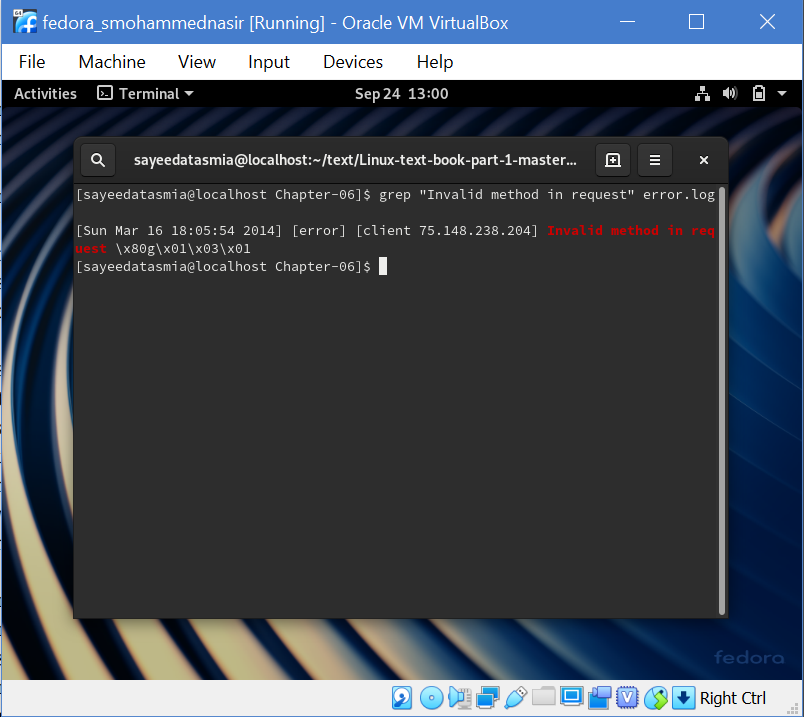 fedora_smohammednasir [Running] - Oracle VM VirtualBox
File Machine View Input Devices Help
Activities Terminal Sep 24 13:00
sayeedatasmia@localhost:~/text/Linux-text-book-part-1-master...
[sayeedatasmia@localhost Chapter-06]$ grep "Invalid method in request" error.log
[Sun Mar 16 18:05:54 2014] [error] [client 75.148.238.204] Invalid method in req
uest \x80g\x01\x03\x01
[sayeedatasmia@localhost Chapter-06]$
fedora
Right Ctrl